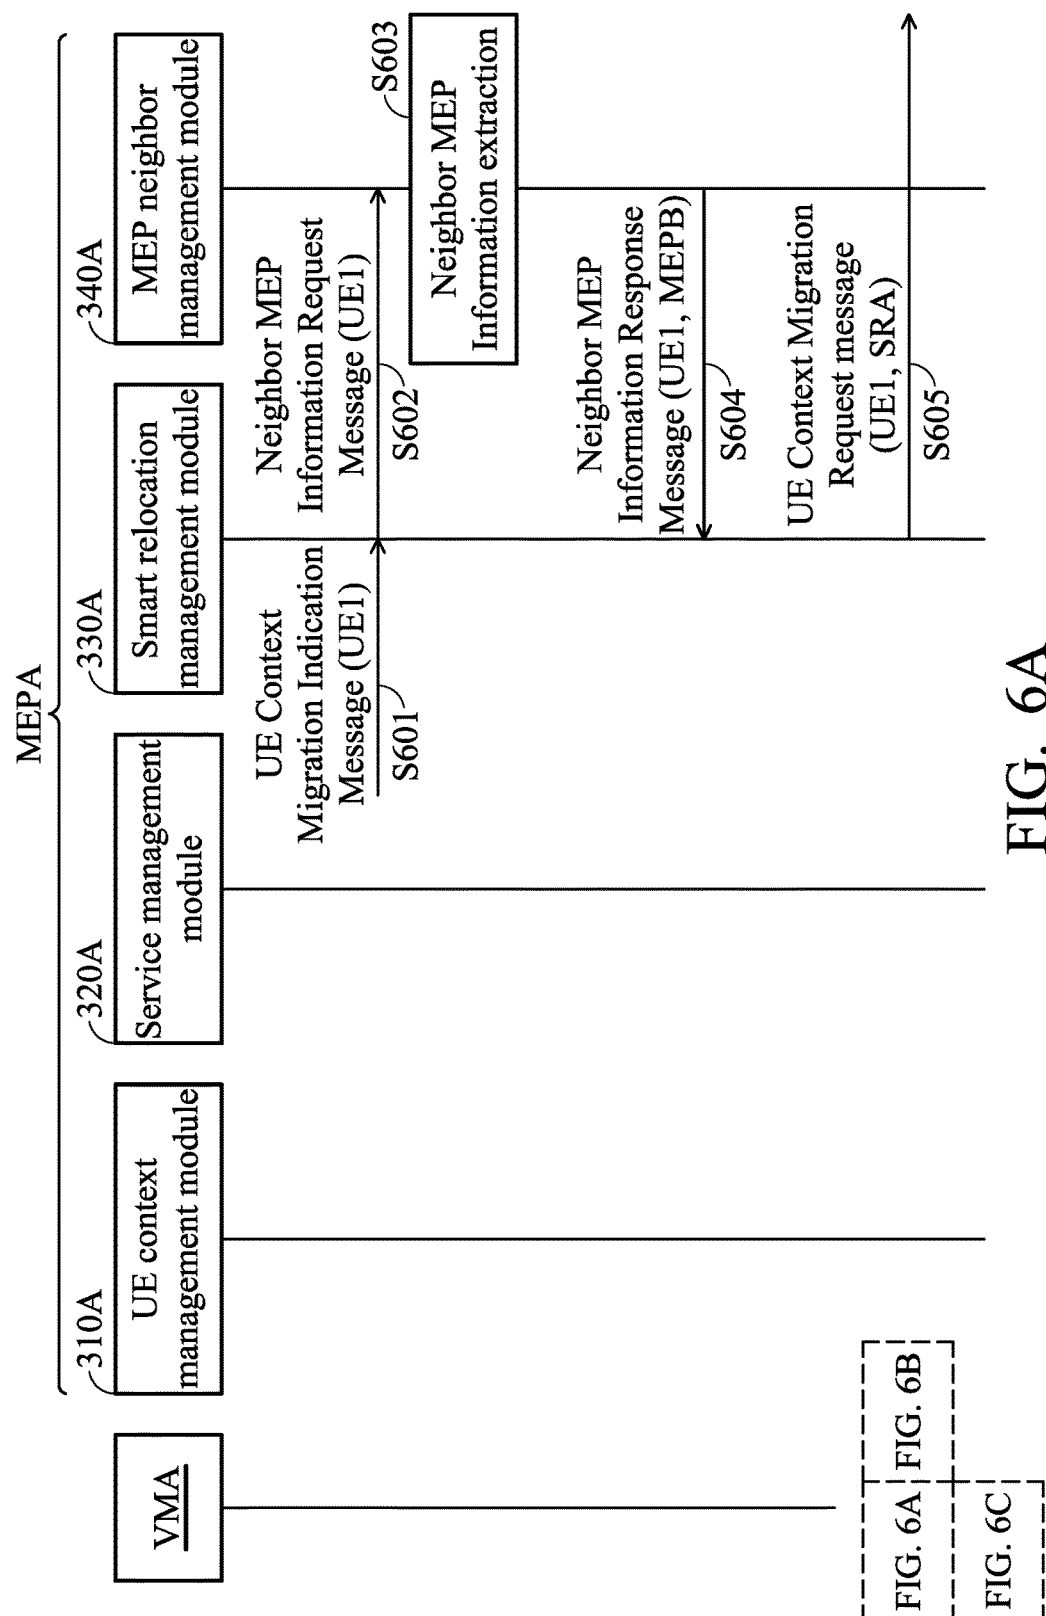 MEPA
VMA
310A
UE context
management module
320A
Service management
module
330A
Smart relocation
management module
340A
MEP neighbor
management module
UE Context
Migration Indication
Message (UE1)
S601
Neighbor MEP
Information Request
Message (UE1)
S602
S603
Neighbor MEP
Information extraction
Neighbor MEP
Information Response
Message (UE1, MEPB)
S604
UE Context Migration
Request message
(UE1, SRA)
S605
FIG. 6A
FIG. 6B
FIG. 6C
FIG. 6A